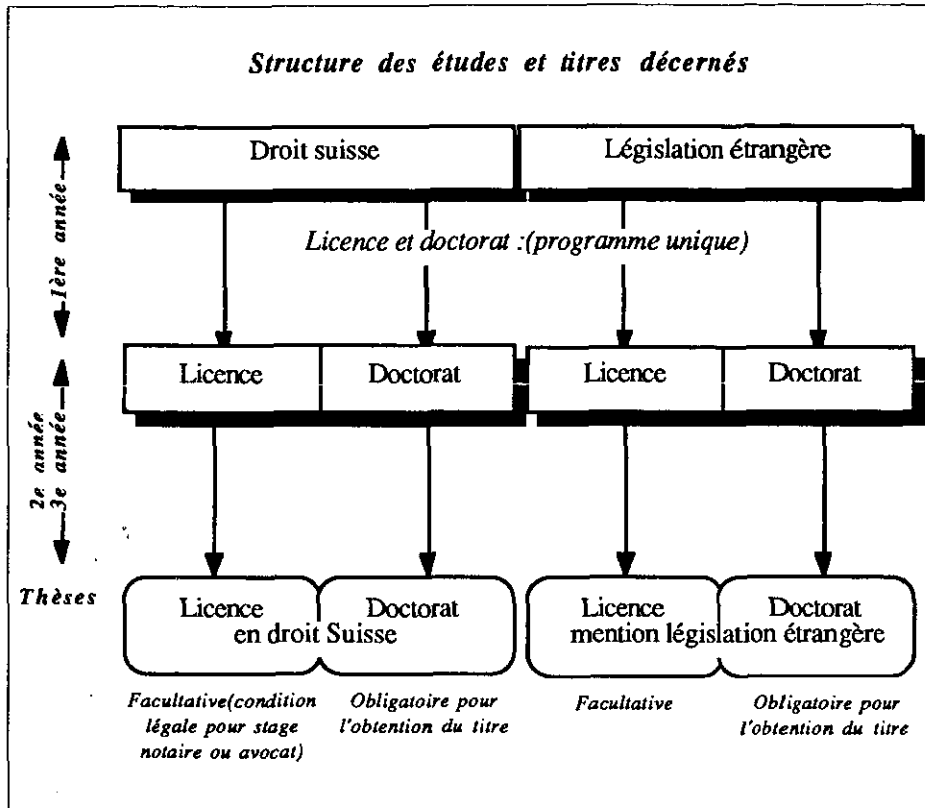 Structure des études et titres décernés
Droit suisse
Législation étrangère
1ère année
Licence et doctorat :(programme unique)
Licence
Doctorat
Licence
Doctorat
2e année
3e année
Thèses
Licence
Doctorat
en droit Suisse
Licence
Doctorat
mention législation étrangère
Facultative(condition
légale pour stage
notaire ou avocat)
Obligatoire pour
l'obtention du titre
Facultative
Obligatoire pour
l'obtention du titre